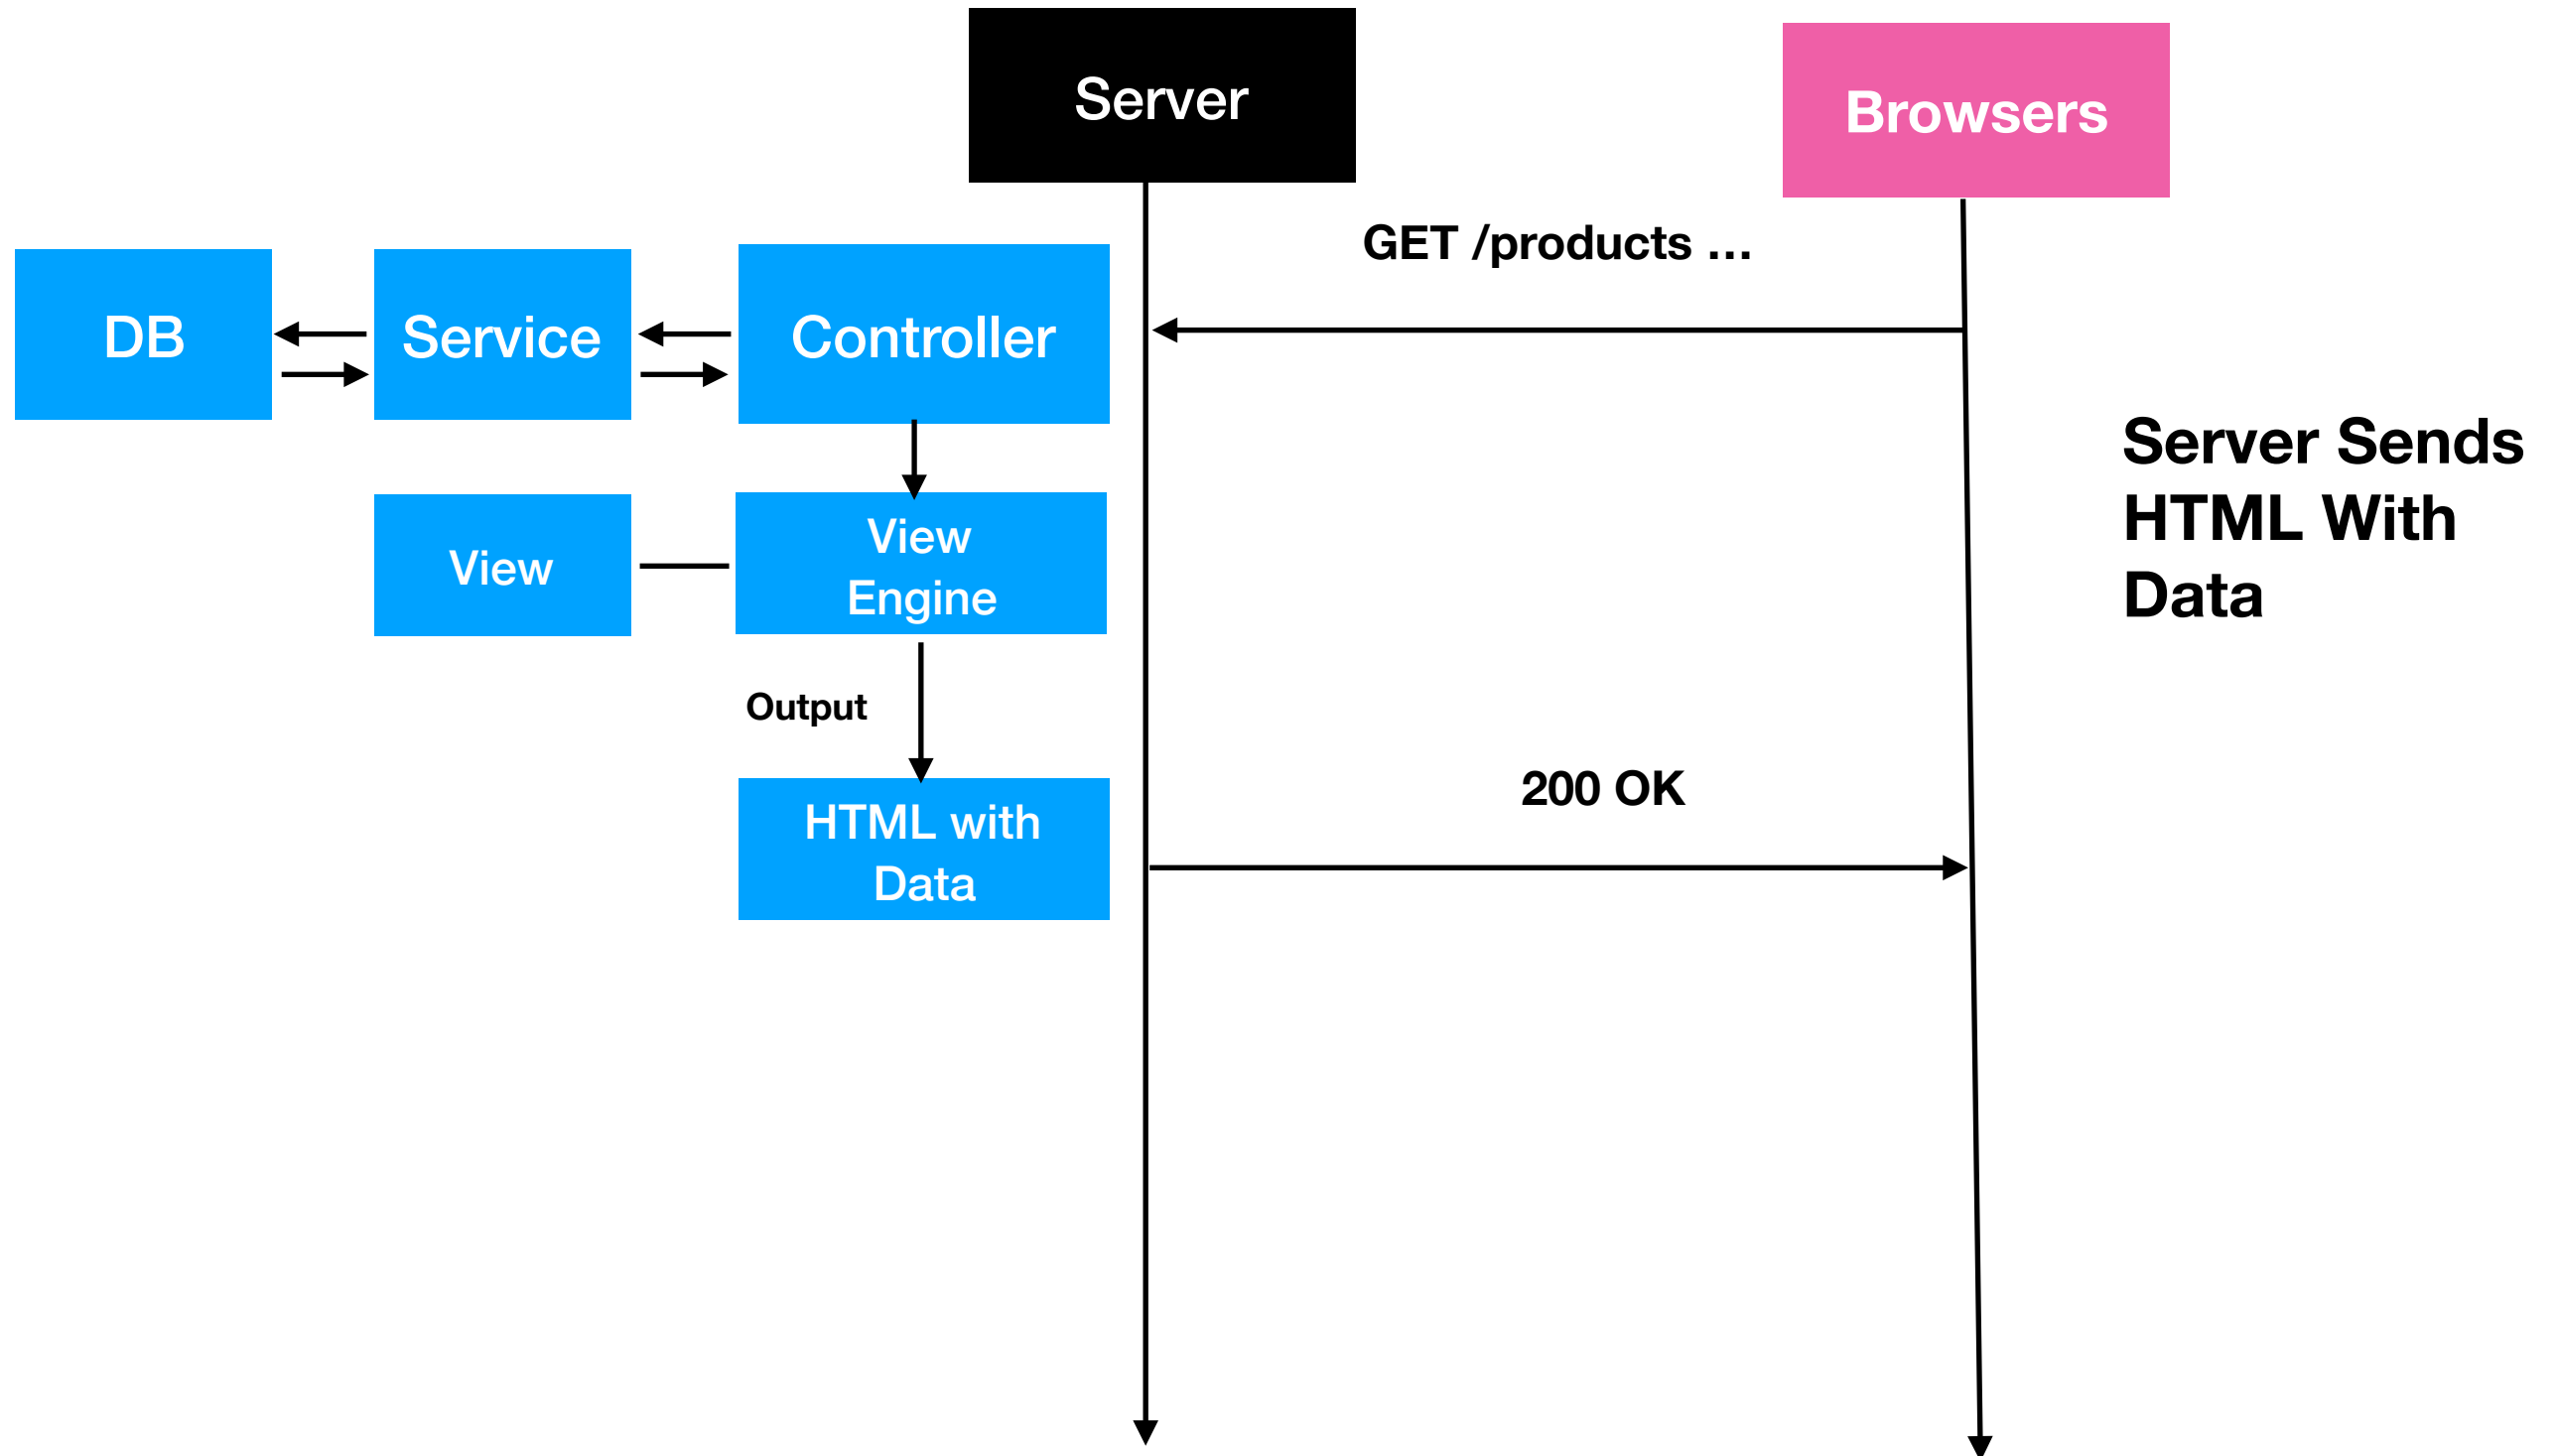 Server
Browsers
GET /products ...
DB
Service
Controller
Server Sends
HTML With
Data
View
View
Engine
Output
200 OK
HTML with
Data